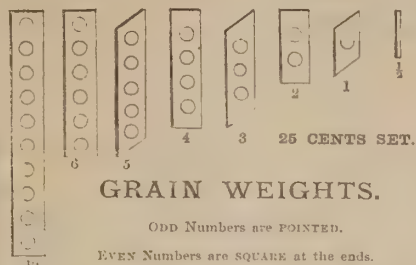 6 5 4 3 2 1 ½
25 CENTS SET.
GRAIN WEIGHTS.
ODD Numbers are POINTED.
EVEN Numbers are SQUARE at the ends.